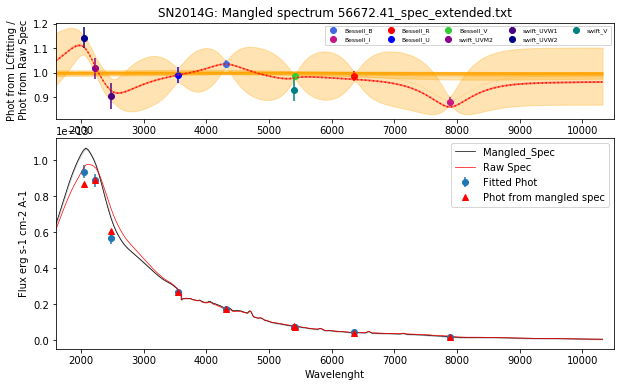 SN2014G: Mangled spectrum 56672.41_spec_extended.txt
Phot from LCfitting /
Phot from Raw Spec
1.2
1.1
1.0
0.9
Bessell_B
Bessell_I
Bessell_R
Bessell_U
Bessell_V
swift_UVM2
swift_UVW1
swift_UVW2
swift_V
2000 3000 4000 5000 6000 7000 8000 9000 10000
1e−13
Flux erg s-1 cm-2 A-1
1.0
0.8
0.6
0.4
0.2
0.0
Mangled_Spec
Raw Spec
Fitted Phot
Phot from mangled spec
2000 3000 4000 5000 6000 7000 8000 9000 10000
Wavelenght